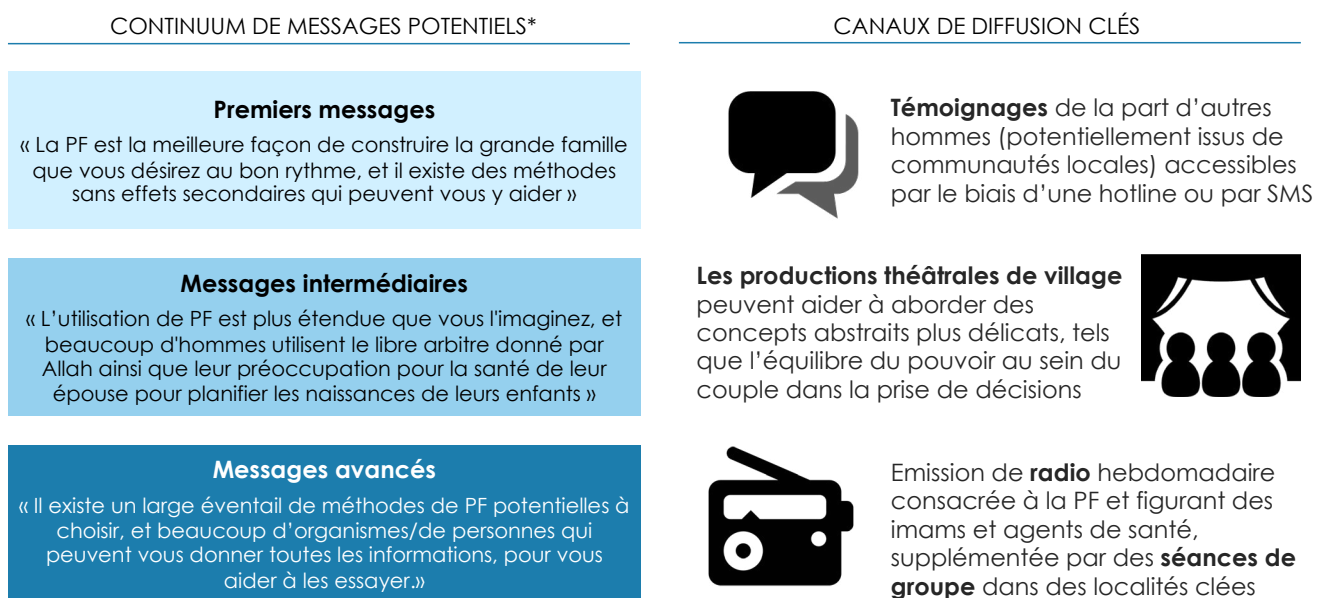 CONTINUUM DE MESSAGES POTENTIELS*
Premiers messages
« La PF est la meilleure façon de construire la grande famille
que vous désirez au bon rythme, et il existe des méthodes
sans effets secondaires qui peuvent vous y aider »
Messages intermédiaires
« L’utilisation de PF est plus étendue que vous l'imaginez, et
beaucoup d'hommes utilisent le libre arbitre donné par
Allah ainsi que leur préoccupation pour la santé de leur
épouse pour planifier les naissances de leurs enfants »
Messages avancés
« Il existe un large éventail de méthodes de PF potentielles à
choisir, et beaucoup d’organismes/de personnes qui
peuvent vous donner toutes les informations, pour vous
aider à les essayer.»
CANAUX DE DIFFUSION CLÉS
Témoignages de la part d’autres
hommes (potentiellement issus de
communautés locales) accessibles
par le biais d’une hotline ou par SMS
Les productions théâtrales de village
peuvent aider à aborder des
concepts abstraits plus délicats, tels
que l’équilibre du pouvoir au sein du
couple dans la prise de décisions
Emission de radio hebdomadaire
consacrée à la PF et figurant des
imams et agents de santé,
supplémentée par des séances de
groupe dans des localités clées